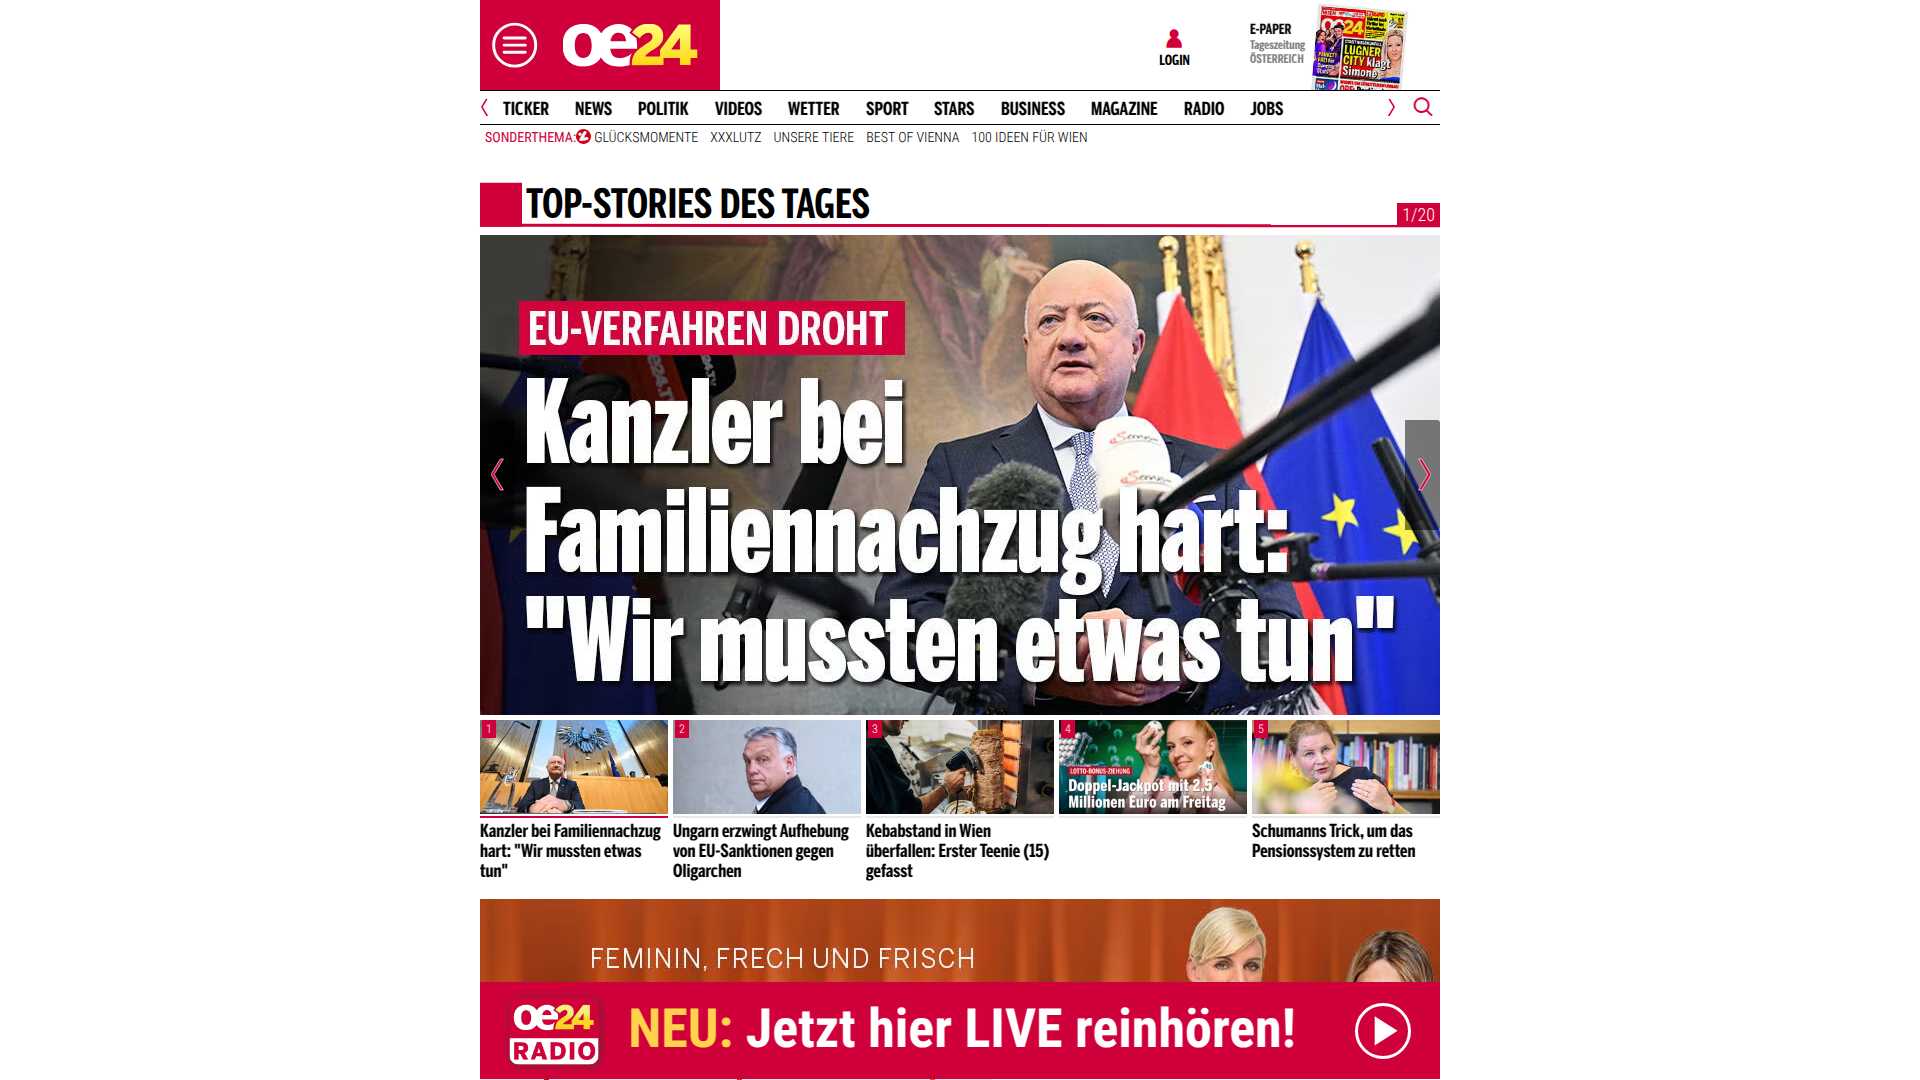 oe24
LOGIN
E-PAPER
Tageszeitung
ÖSTERREICH
oe24
LUGNER
CITY klagt
Simone
TICKER NEWS POLITIK VIDEOS WETTER SPORT STARS BUSINESS MAGAZINE RADIO JOBS
SONDERTHEMA: GLÜCKSMOMENTE XXXLUTZ UNSERE TIERE BEST OF VIENNA 100 IDEEN FÜR WIEN
TOP-STORIES DES TAGES
1/20
EU-VERFAHREN DROHT
Kanzler bei
Familiennachzug hart:
"Wir mussten etwas tun"
1
2
3
4
5
LOTTO-BONUS-ZIEHUNG
Doppel-Jackpot mit 2,5
Millionen Euro am Freitag
Kanzler bei Familiennachzug
hart: "Wir mussten etwas
tun"
Ungarn erzwingt Aufhebung
von EU-Sanktionen gegen
Oligarchen
Kebabstand in Wien
überfallen: Erster Teenie (15)
gefasst
Schumanns Trick, um das
Pensionssystem zu retten
FEMININ, FRECH UND FRISCH
oe24
RADIO
NEU: Jetzt hier LIVE reinhören!